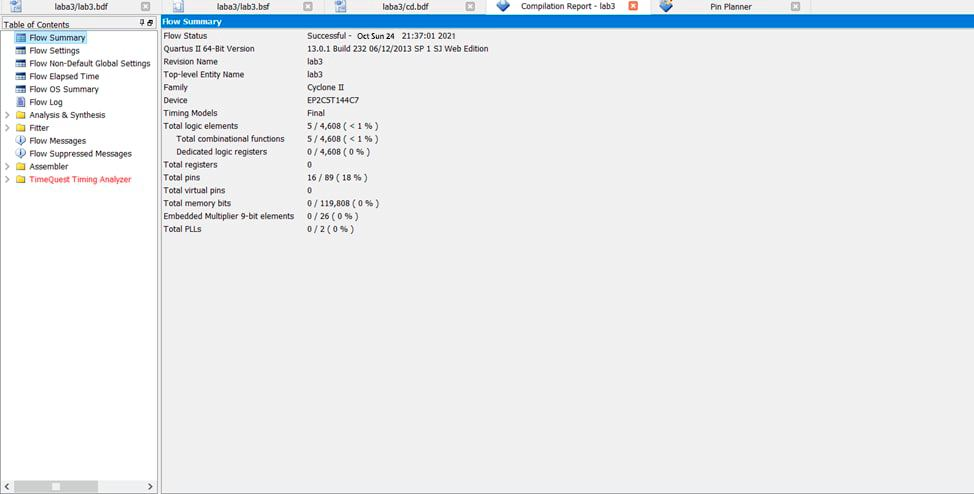 laba3/lab3.bdf laba3/lab3.bsf laba3/cd.bdf Compilation Report - lab3 Pin Planner
Table of Contents
Flow Summary
Flow Settings
Flow Non-Default Global Settings
Flow Elapsed Time
Flow OS Summary
Flow Log
Analysis & Synthesis
Fitter
Flow Messages
Flow Suppressed Messages
Assembler
TimeQuest Timing Analyzer
Flow Summary
Flow Status Successful - Oct Sun 24 21:37:01 2021
Quartus II 64-Bit Version 13.0.1 Build 232 06/12/2013 SP 1 SJ Web Edition
Revision Name lab3
Top-level Entity Name lab3
Family Cyclone II
Device EP2C5T144C7
Timing Models Final
Total logic elements 5 / 4,608 ( < 1 % )
Total combinational functions 5 / 4,608 ( < 1 % )
Dedicated logic registers 0 / 4,608 ( 0 % )
Total registers 0
Total pins 16 / 89 ( 18 % )
Total virtual pins 0
Total memory bits 0 / 119,808 ( 0 % )
Embedded Multiplier 9-bit elements 0 / 26 ( 0 % )
Total PLLs 0 / 2 ( 0 % )